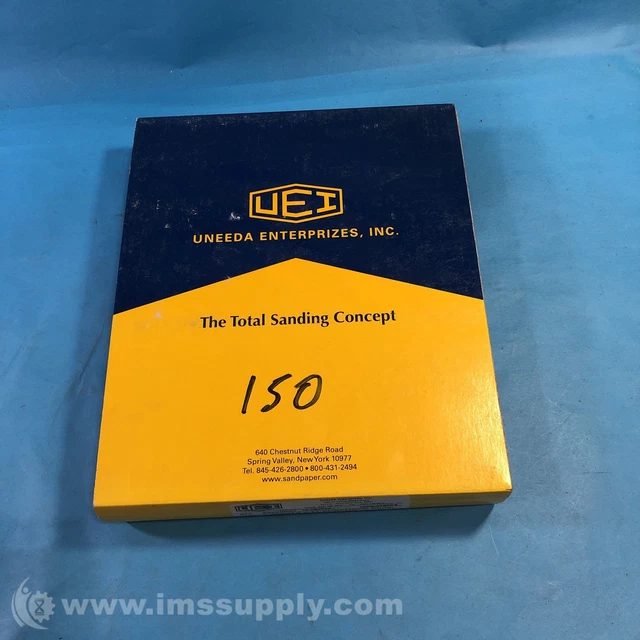 UEI
UNEEDA ENTERPRIZES, INC.
The Total Sanding Concept
150
640 Chestnut Ridge Road
Spring Valley, New York 10977
Tel. 845-426-2800 • 800-431-2494
www.sandpaper.com
UEI
www.imssupply.com